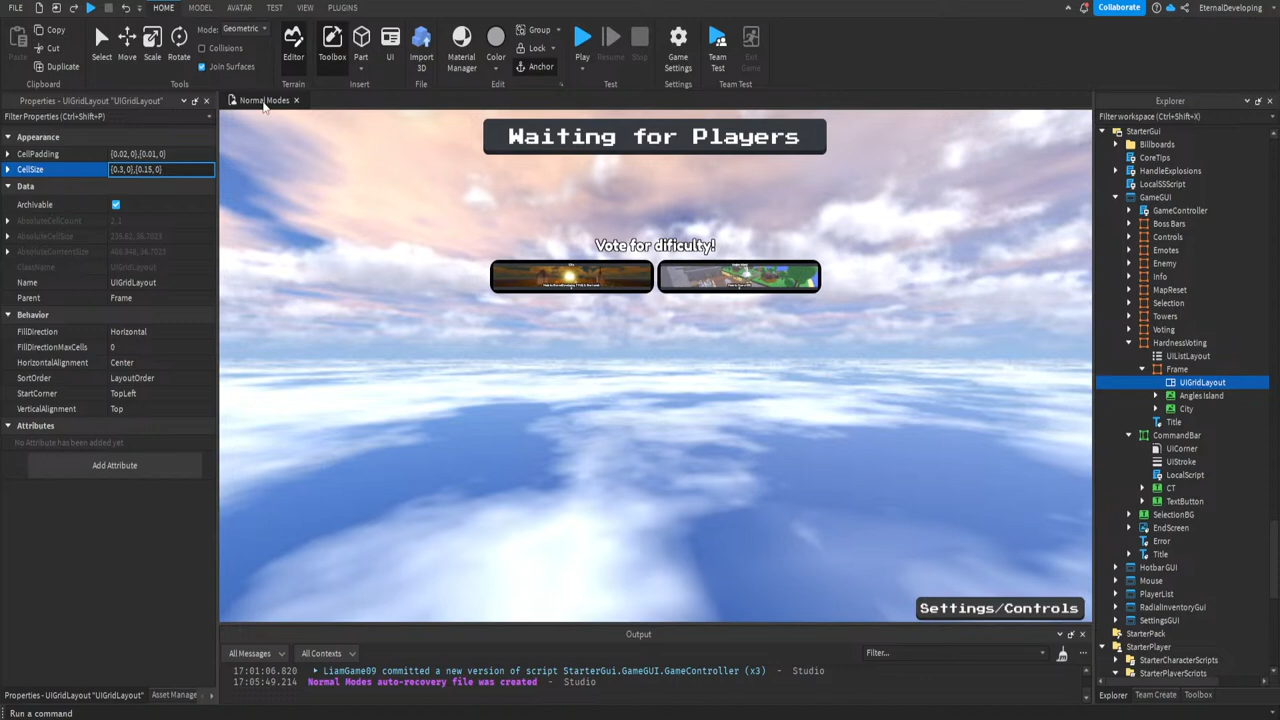 FILE HOME MODEL AVATAR TEST VIEW PLUGINS Collaborate EternalDeveloping
Copy Mode: Geometric Group
Cut Collisions Lock
Paste Duplicate Select Move Scale Rotate Join Surfaces Editor Toolbox Part UI Import 3D Material Manager Color Anchor Play Resume Stop Game Settings Team Test Exit Game
Clipboard Tools Terrain Insert File Edit Test Settings Team Test
Properties - UIGridLayout "UIGridLayout"
Filter Properties (Ctrl+Shift+P)
Appearance
CellPadding {0.02, 0},{0.01, 0}
CellSize {0.3, 0},{0.15, 0}
Data
Archivable
AbsoluteCellCount 2, 1
AbsoluteCellSize
AbsoluteContentSize
ClassName UIGridLayout
Name UIGridLayout
Parent Frame
Behavior
FillDirection Horizontal
FillDirectionMaxCells 0
HorizontalAlignment Center
SortOrder LayoutOrder
StartCorner TopLeft
VerticalAlignment Top
Attributes
No Attribute has been added yet
Add Attribute
Properties - UIGridLayout "UIGridLayout" Asset Manage
Run a command
Normal Modes
Waiting for Players
Vote for dificulty!
Settings/Controls
Output
All Messages All Contexts Filter...
17:01:06.820 LiamGame09 committed a new version of script StarterGui.GameGUI.GameController (x3) - Studio
17:05:49.214 Normal Modes auto-recovery file was created - Studio
Explorer
Filter workspace (Ctrl+Shift+X)
StarterGui
Billboards
CoreTips
HandleExplosions
LocalSSScript
GameGUI
GameController
Boss Bars
Controls
Emotes
Enemy
Info
MapReset
Selection
Towers
Voting
HardnessVoting
UIListLayout
Frame
UIGridLayout
Angles Island
City
Title
CommandBar
UICorner
UIStroke
LocalScript
CT
TextButton
SelectionBG
EndScreen
Error
Title
Hotbar GUI
Mouse
PlayerList
RadialInventoryGui
SettingsGUI
StarterPack
StarterPlayer
StarterCharacterScripts
StarterPlayerScripts
Explorer Team Create Toolbox